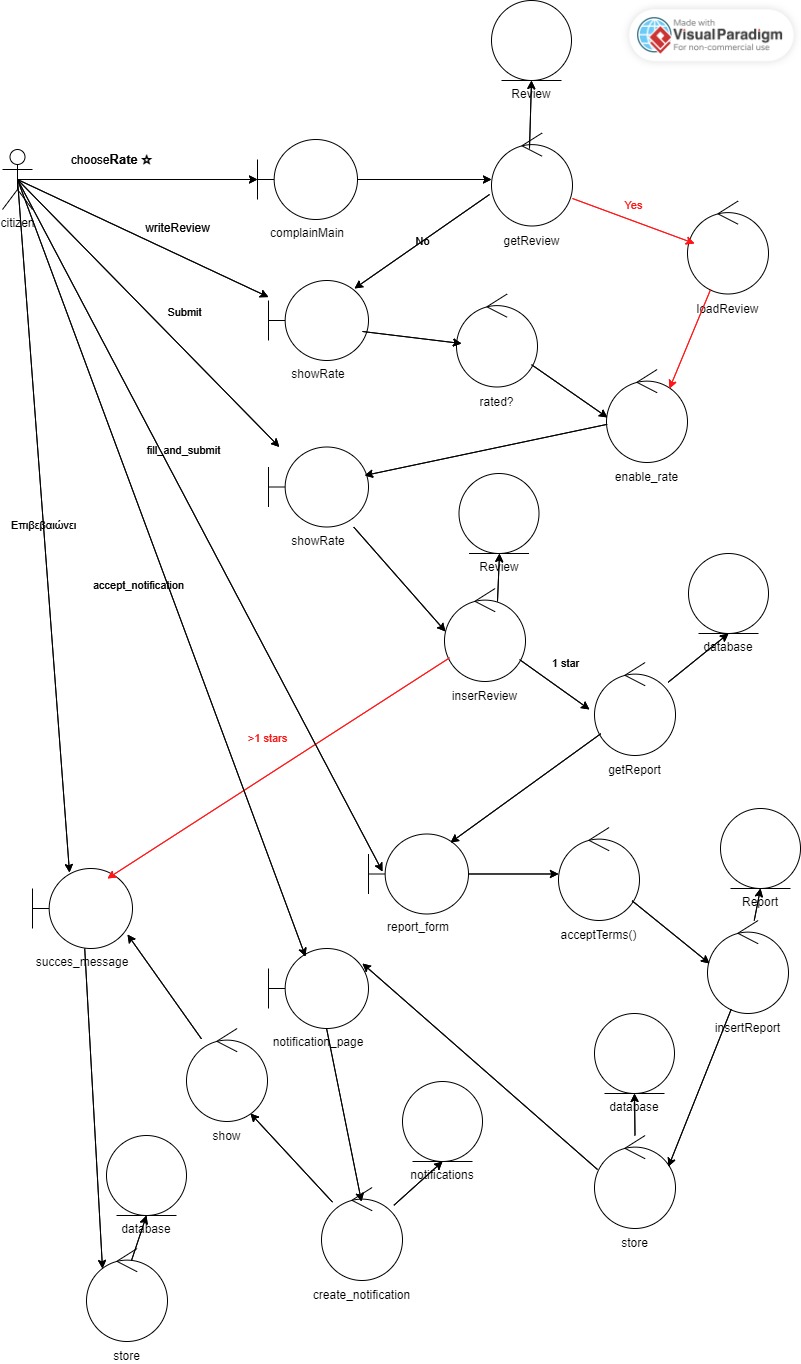 Made with
VisualParadigm
For non-commercial use
Review
chooseRate ☆
citizen
complainMain
getReview
Yes
writeReview
No
loadReview
Submit
showRate
rated?
fill_and_submit
enable_rate
showRate
Επιβεβαιώνει
Review
accept_notification
database
1 star
inserReview
>1 stars
getReport
Report
report_form
acceptTerms()
succes_message
insertReport
notification_page
database
show
notifications
database
store
create_notification
store